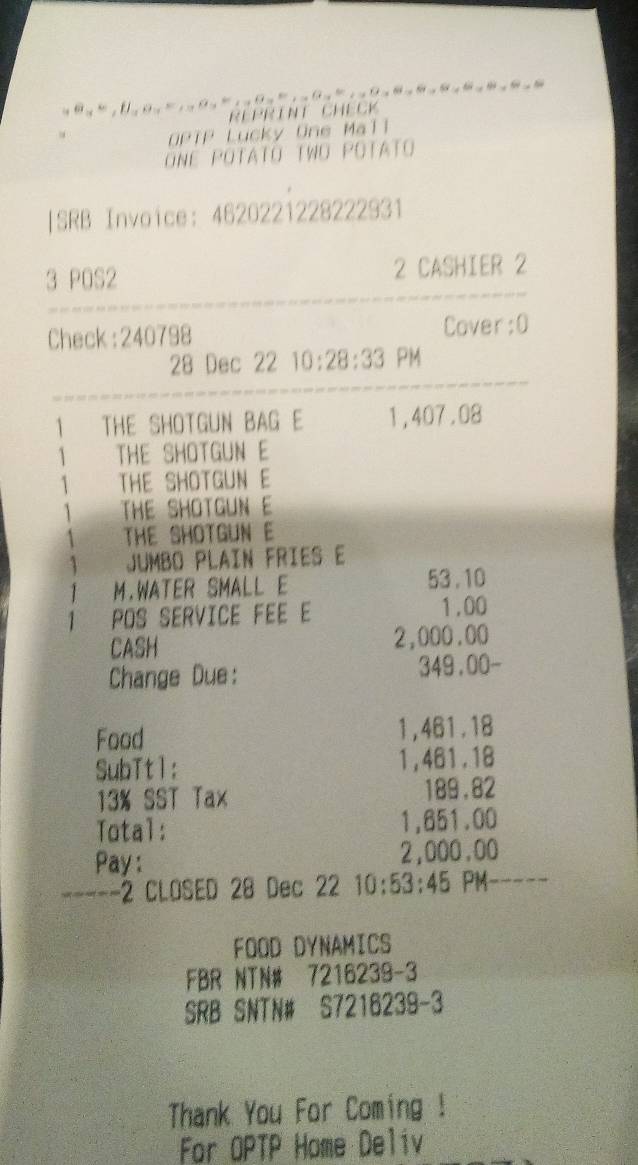 REPRINT CHECK
OPTP Lucky One Mall
ONE POTATO TWO POTATO
|SRB Invoice: 4620221228222931
3 POS2 2 CASHIER 2
Check:240798 Cover:0
28 Dec 22 10:28:33 PM
1 THE SHOTGUN BAG E 1,407.08
1 THE SHOTGUN E
1 THE SHOTGUN E
1 THE SHOTGUN E
1 THE SHOTGUN E
1 JUMBO PLAIN FRIES E
1 M.WATER SMALL E 53.10
1 POS SERVICE FEE E 1.00
CASH 2,000.00
Change Due: 349.00-
Food 1,461.18
SubTtl: 1,461.18
13% SST Tax 189.82
Total: 1,651.00
Pay: 2,000.00
-----2 CLOSED 28 Dec 22 10:53:45 PM-----
FOOD DYNAMICS
FBR NTN# 7216239-3
SRB SNTN# S7216239-3
Thank You For Coming !
For OPTP Home Deliv